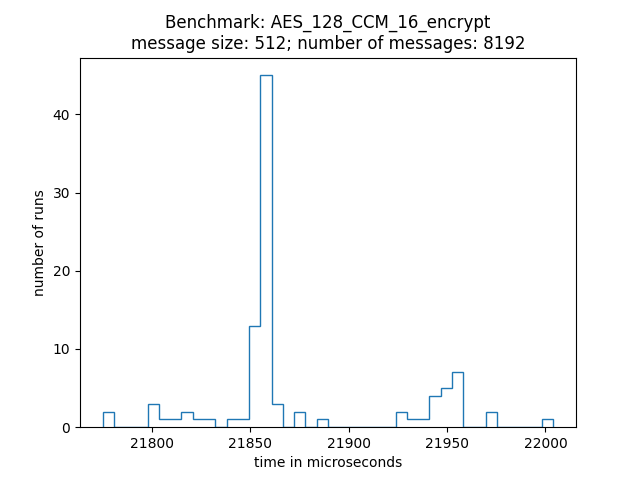 Benchmark: AES_128_CCM_16_encrypt
message size: 512; number of messages: 8192
number of runs
40
30
20
10
0
21800 21850 21900 21950 22000
time in microseconds